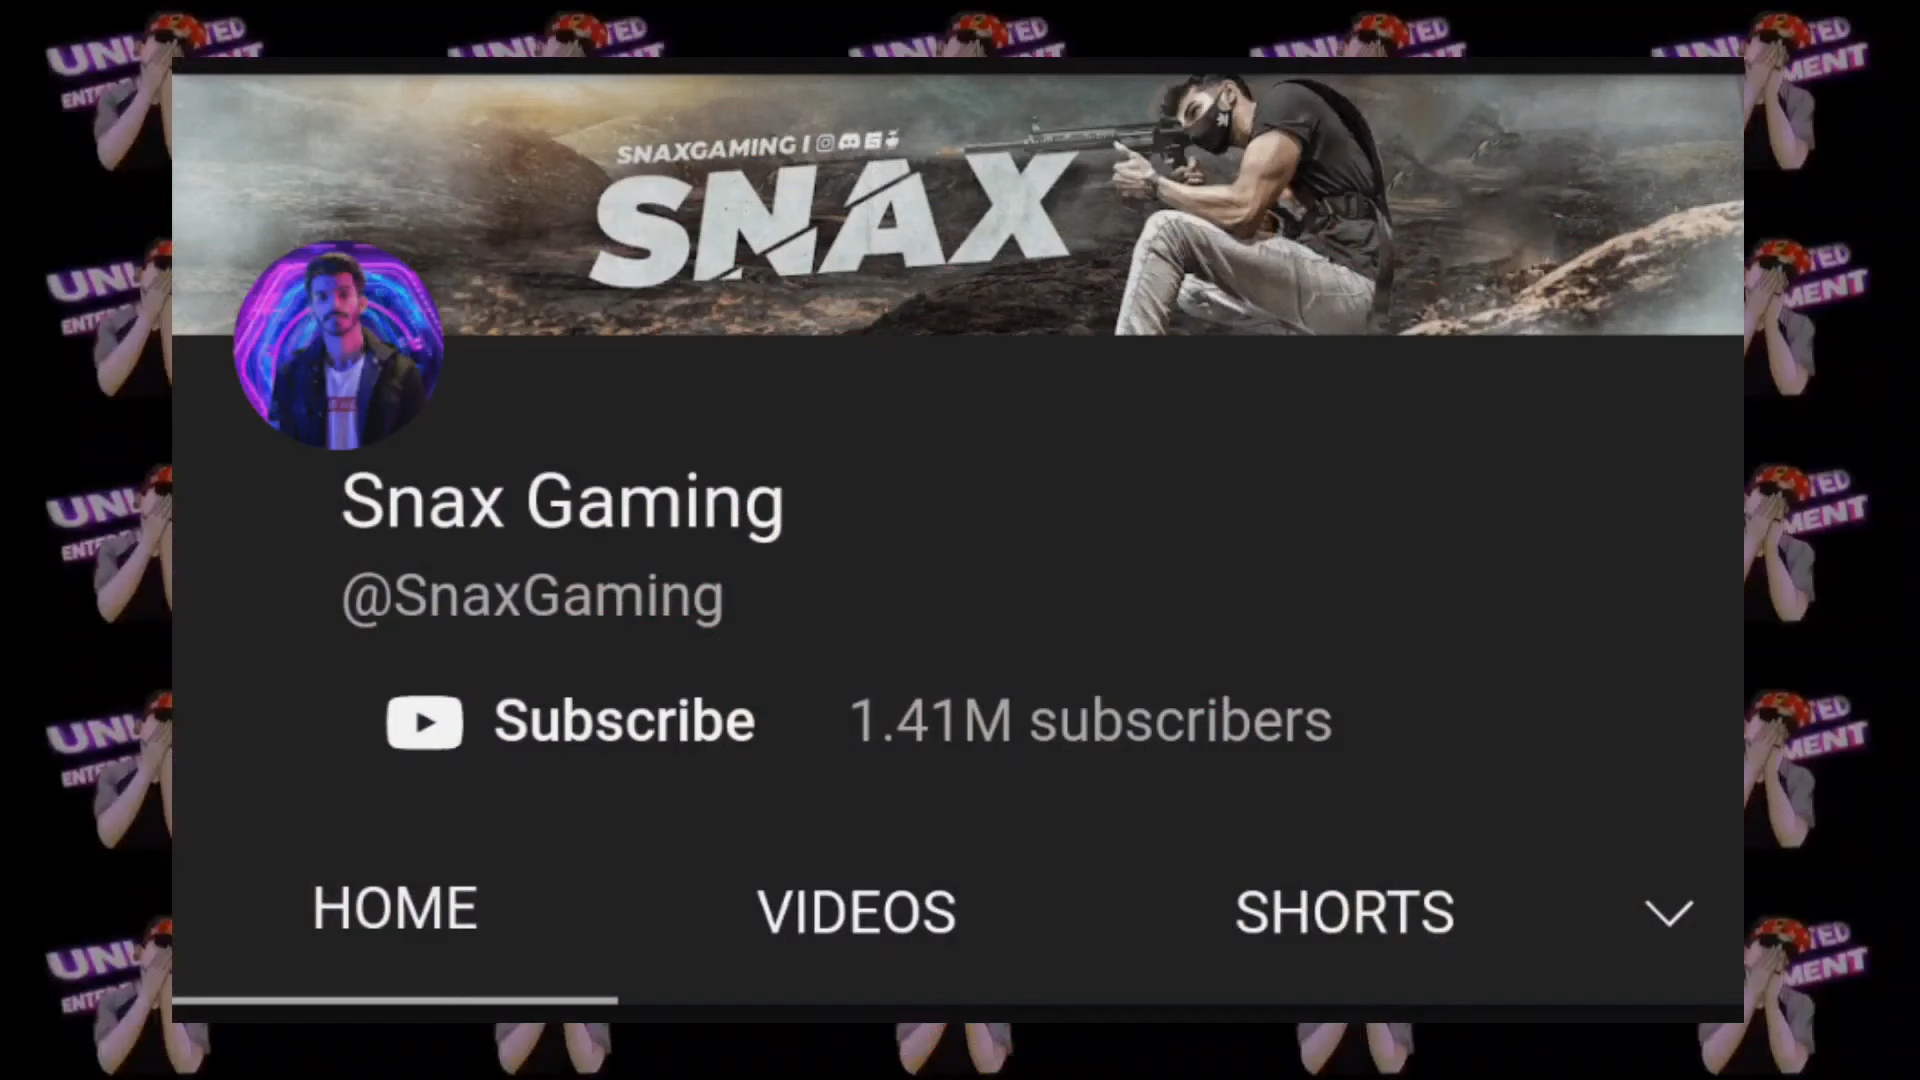 SNAXGAMING |
SNAX
Snax Gaming
@SnaxGaming
Subscribe 1.41M subscribers
HOME VIDEOS SHORTS